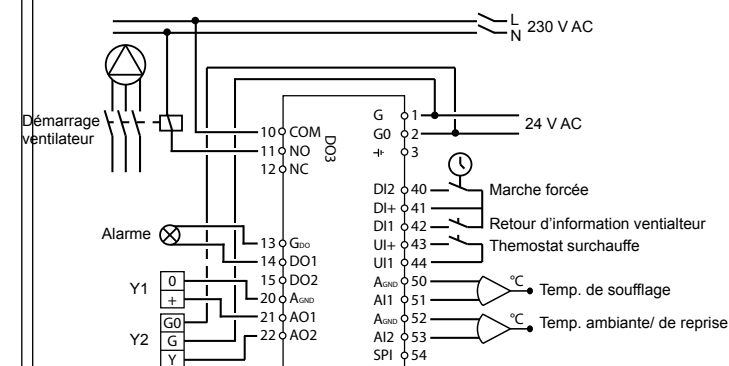 L
N 230 V AC
Démarrage
ventilateur
10 COM
11 NO
12 NC
DO3
G 1
G0 2
3
24 V AC
DI2 40 Marche forcée
DI+ 41
DI1 42 Retour d'information ventialteur
UI+ 43 Themostat surchauffe
UI1 44
Alarme
13 GDO
14 DO1
15 DO2
20 AGND
21 AO1
22 AO2
Y1
0
+
Y2
G0
G
Y
AGND 50
°C Temp. de soufflage
AI1 51
AGND 52
°C Temp. ambiante/ de reprise
AI2 53
SPI 54